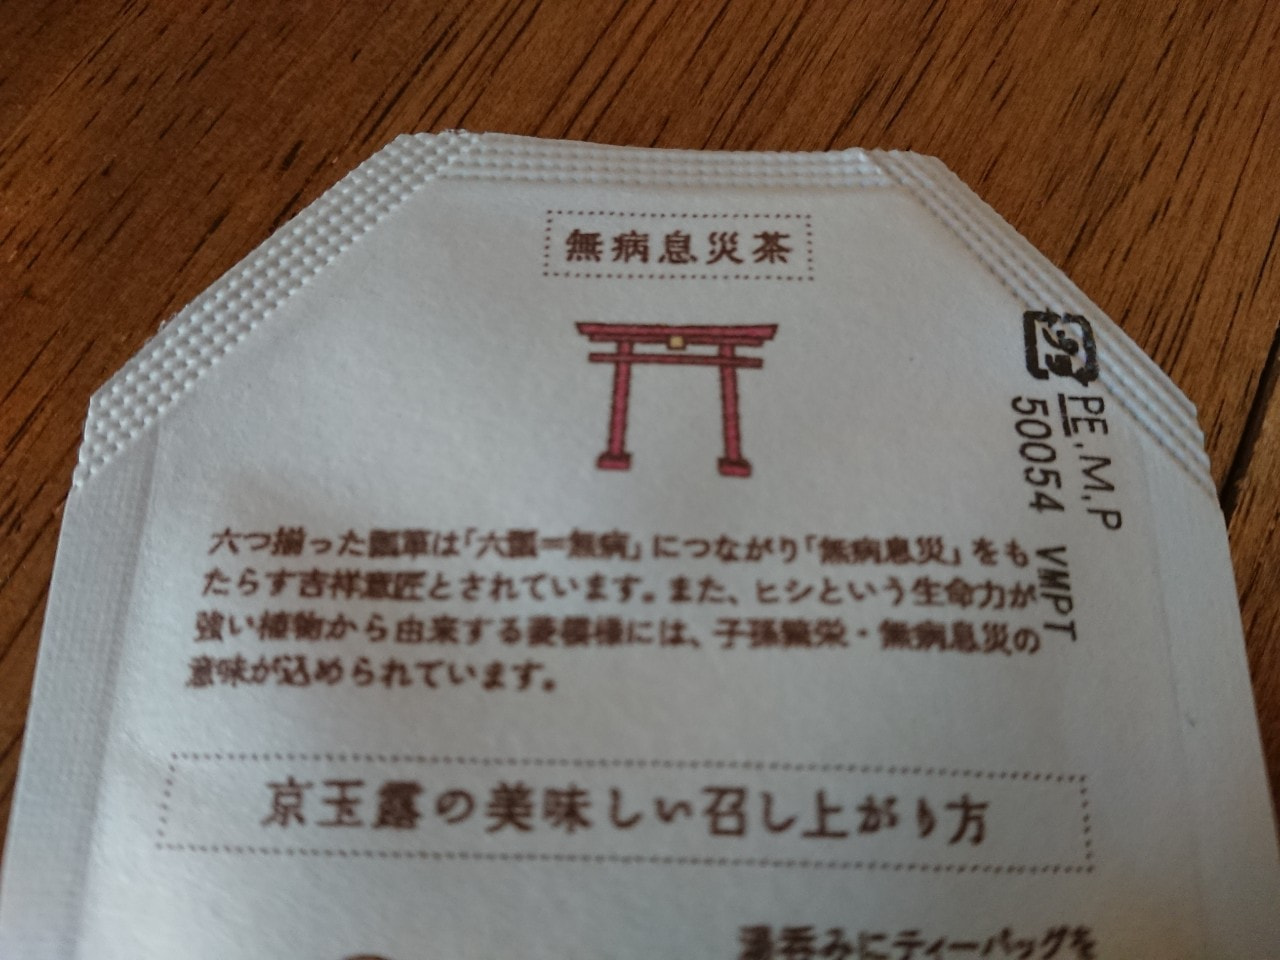 無病息災茶
六つ揃った瓢箪は「六瓢＝無病」につながり「無病息災」をも
たらす吉祥意匠とされています。また、ヒシという生命力が
強い植物から由来する菱模様には、子孫繁栄・無病息災の
意味が込められています。
プラ
PE,M,P
50054 VMPT
京玉露の美味しい召し上がり方
湯呑みにティーバッグを